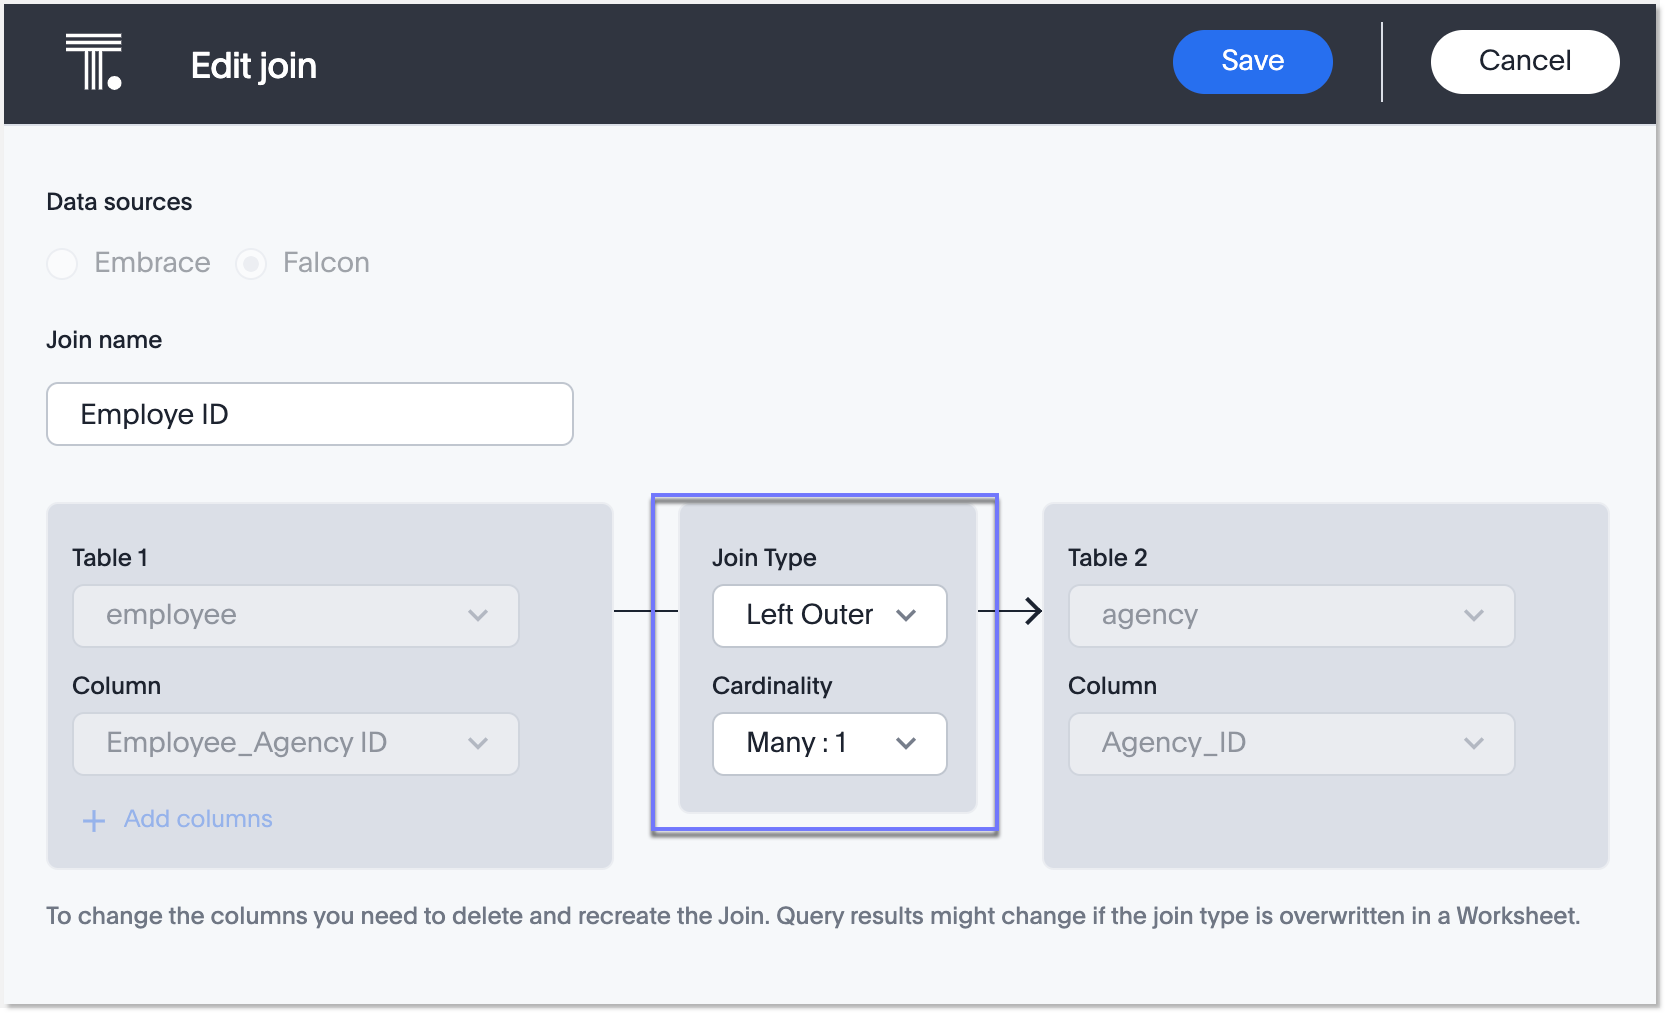 Edit join
Save
Cancel
Data sources
Embrace
Falcon
Join name
Employe ID
Table 1
employee
Column
Employee_Agency ID
+ Add columns
Join Type
Left Outer
Cardinality
Many : 1
Table 2
agency
Column
Agency_ID
To change the columns you need to delete and recreate the Join. Query results might change if the join type is overwritten in a Worksheet.